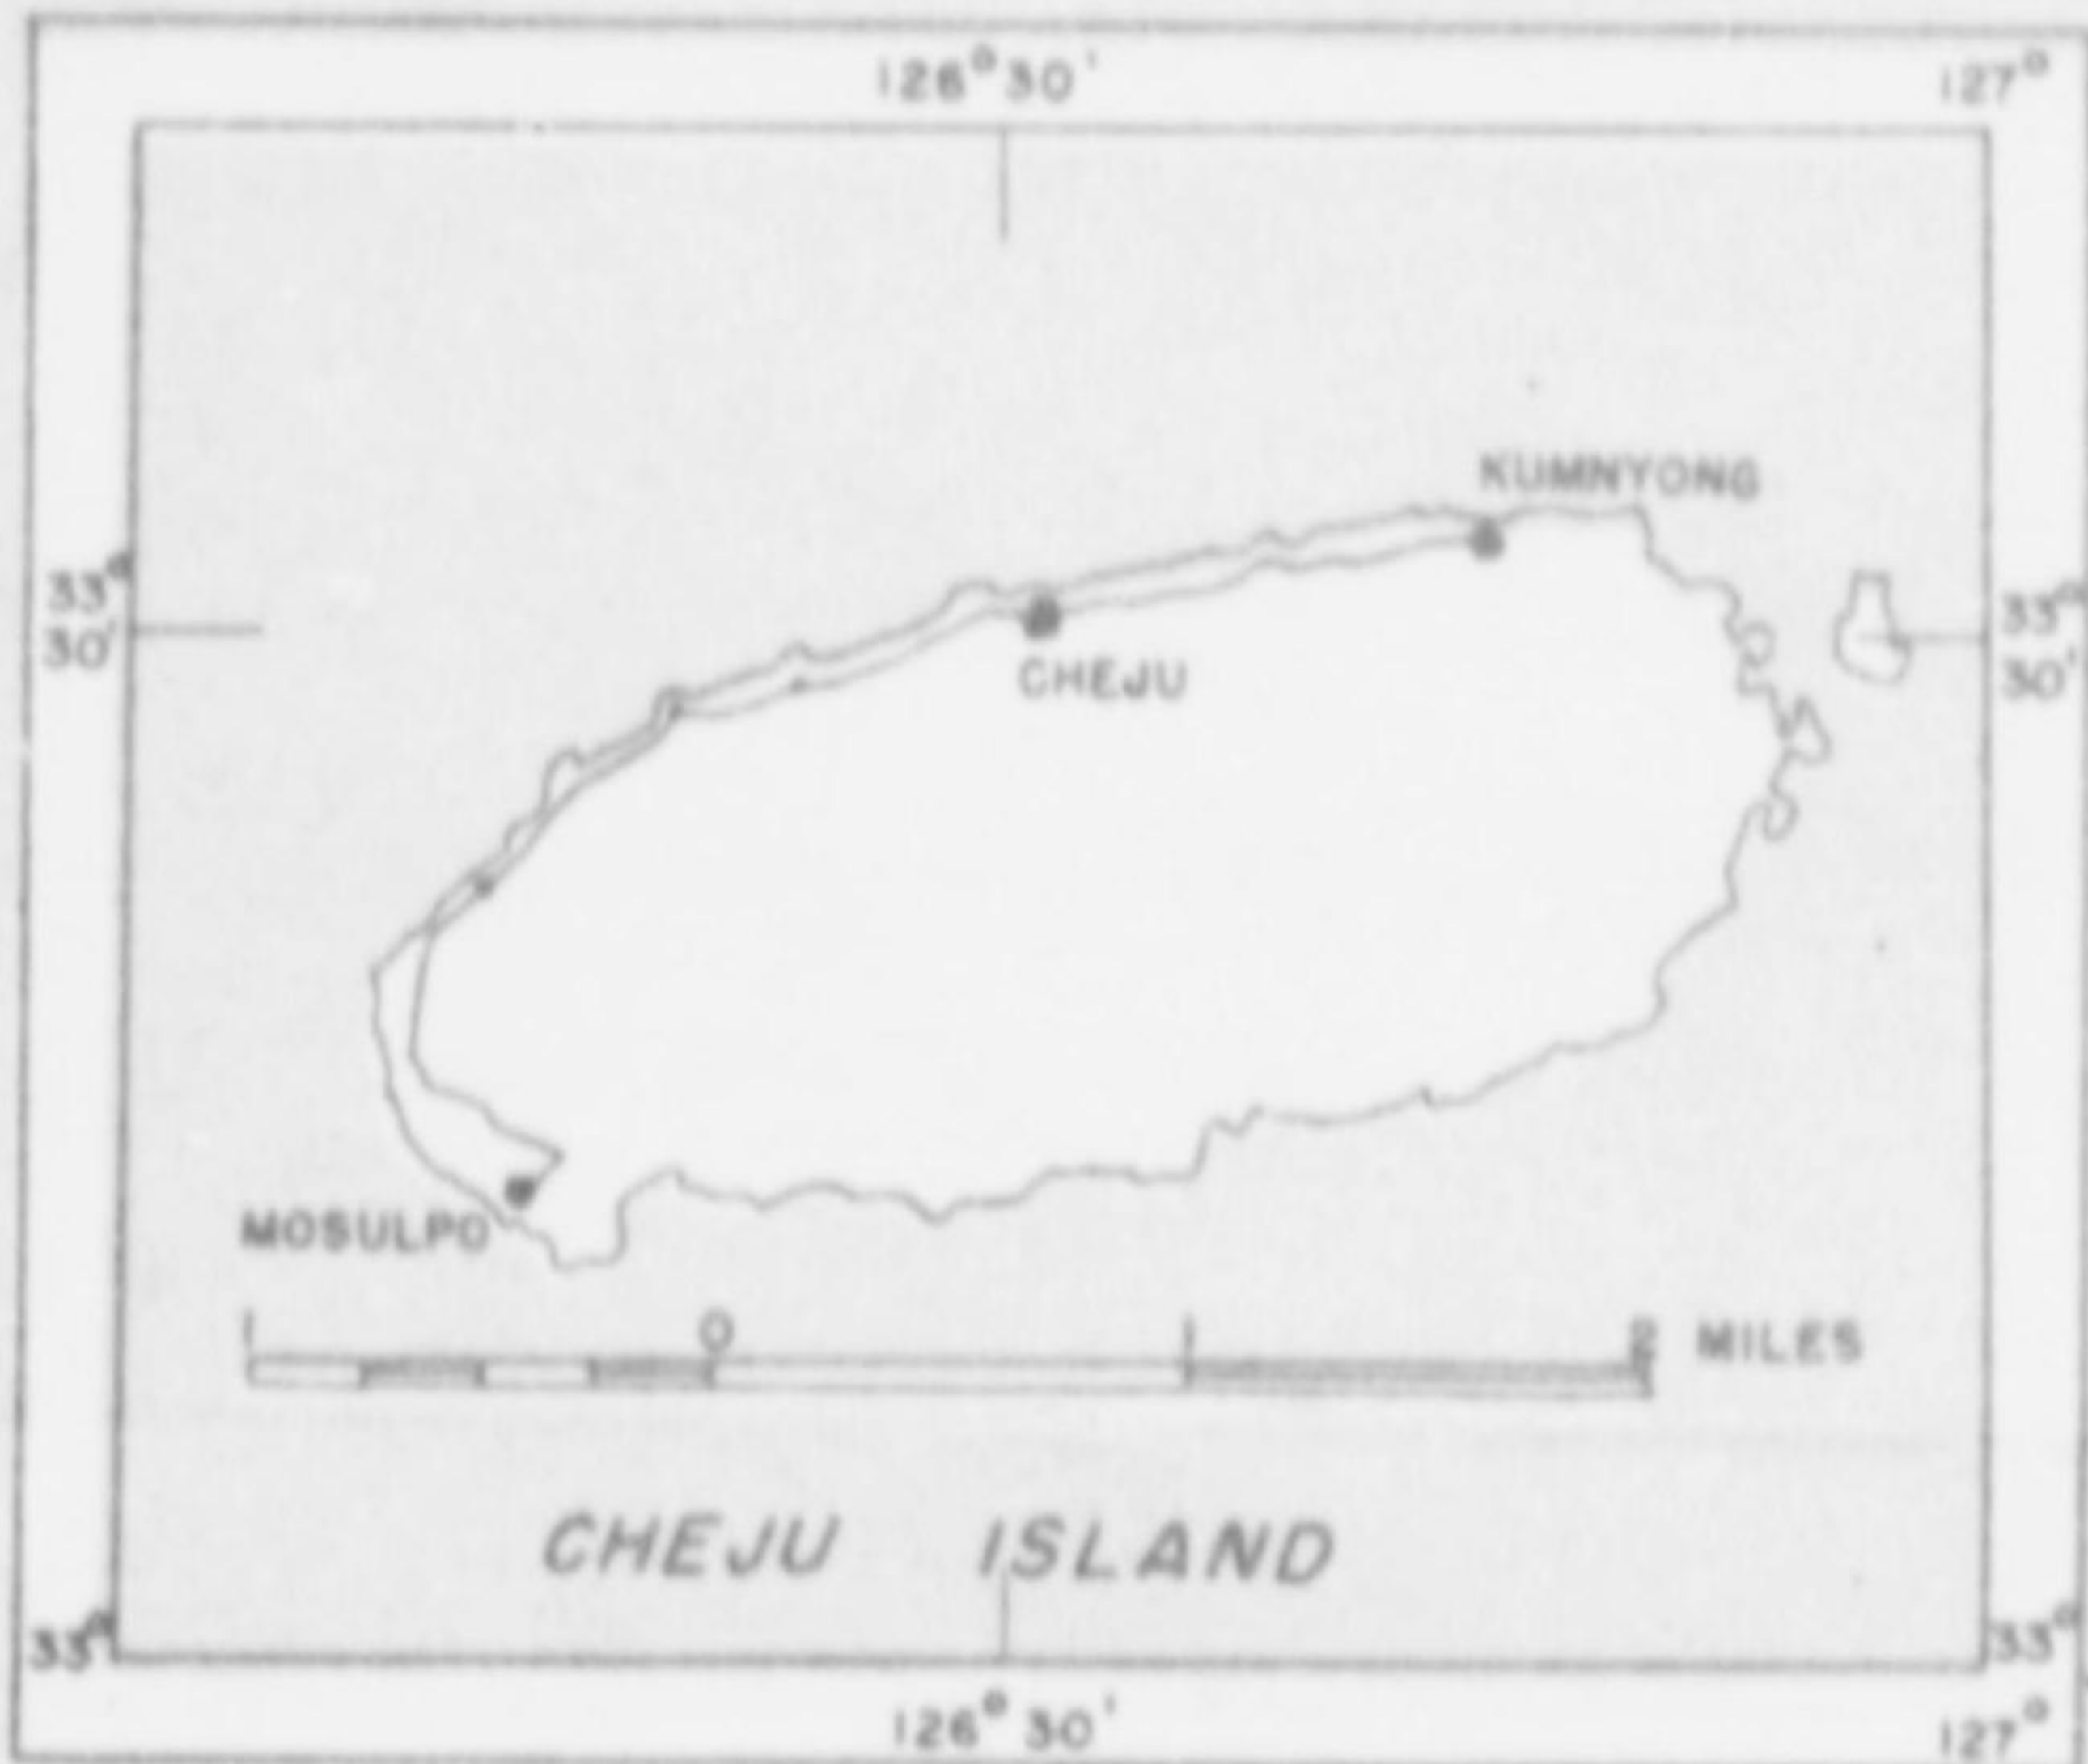 126° 30' 127°
KUMNYONG
33° 33°
30' 30'
CHEJU
MOSULPO
1 0 1 2 MILES
CHEJU ISLAND
33° 33°
126° 30' 127°